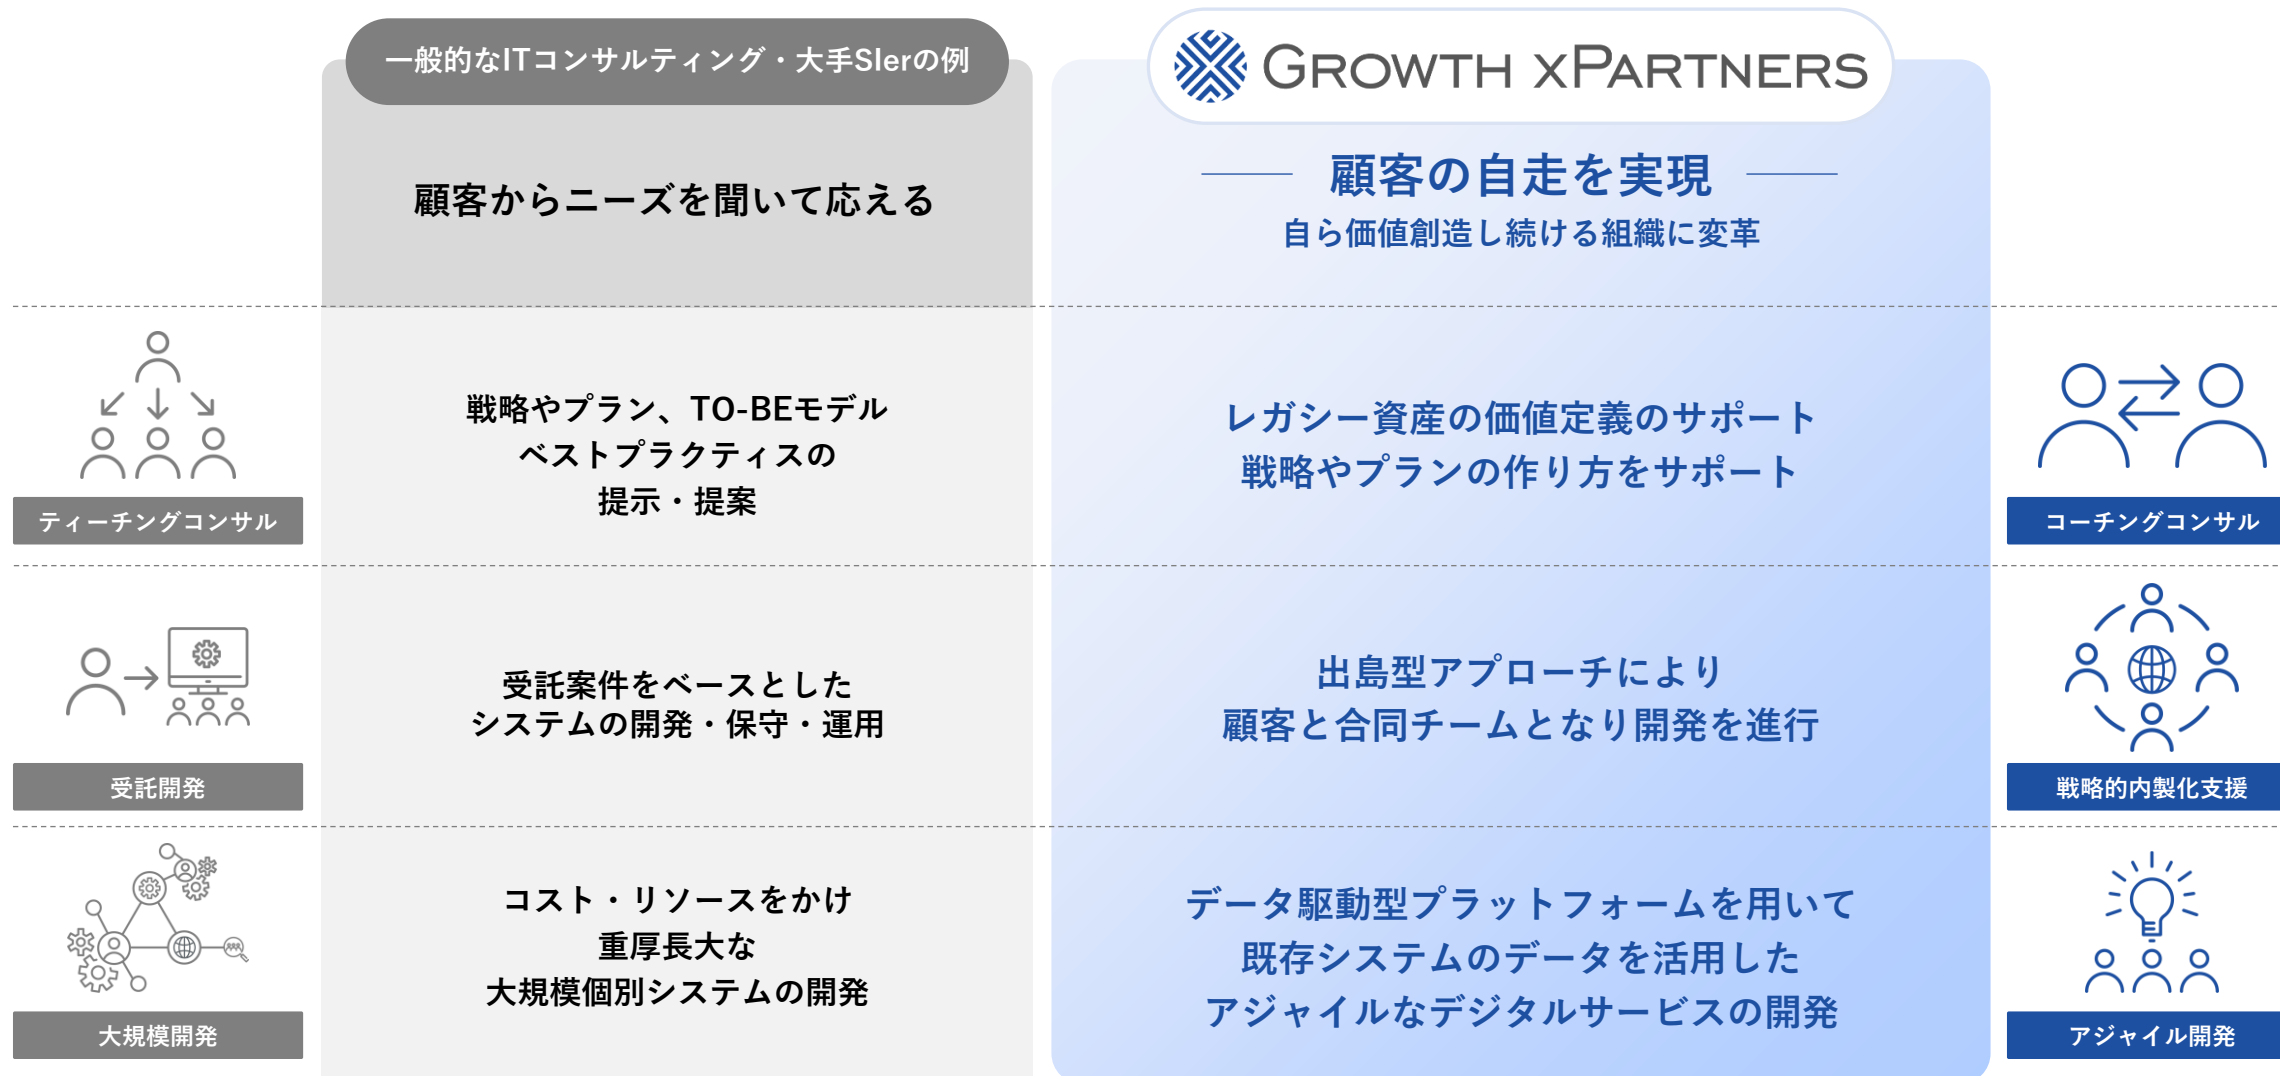 一般的なITコンサルティング・大手SIerの例
GROWTH xPARTNERS
顧客からニーズを聞いて応える
顧客の自走を実現
自ら価値創造し続ける組織に変革
ティーチングコンサル
戦略やプラン、TO-BEモデル
ベストプラクティスの
提示・提案
レガシー資産の価値定義のサポート
戦略やプランの作り方をサポート
コーチングコンサル
受託開発
受託案件をベースとした
システムの開発・保守・運用
出島型アプローチにより
顧客と合同チームとなり開発を進行
戦略的内製化支援
大規模開発
コスト・リソースをかけ
重厚長大な
大規模個別システムの開発
データ駆動型プラットフォームを用いて
既存システムのデータを活用した
アジャイルなデジタルサービスの開発
アジャイル開発